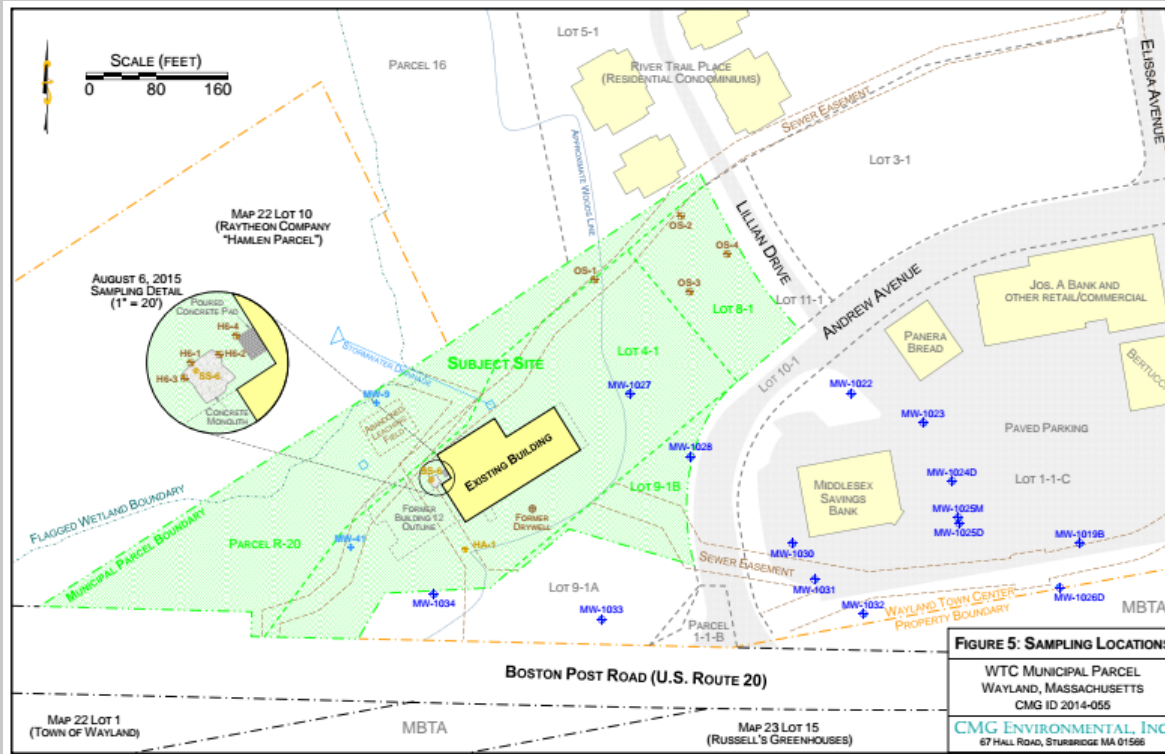 SCALE (FEET)
0 80 160
PARCEL 16
LOT 5-1
RIVER TRAIL PLACE
(RESIDENTIAL CONDOMINIUMS)
SEWER EASEMENT
ELISSA AVENUE
LOT 3-1
APPROXIMATE WOODS LINE
MAP 22 LOT 10
(RAYTHEON COMPANY
"HAMLEN PARCEL")
LILLIAN DRIVE
OS-2
OS-4
OS-1
OS-3
AUGUST 6, 2015
SAMPLING DETAIL
(1" = 20')
POURED
CONCRETE PAD
H6-4
H6-1
H6-2
H6-3
SS-6
CONCRETE
MONOLITH
LOT 8-1
LOT 11-1
ANDREW AVENUE
JOS. A BANK AND
OTHER RETAIL/COMMERCIAL
PANERA
BREAD
BERTUCC
STORMWATER DRAINAGE
SUBJECT SITE
LOT 4-1
LOT 10-1
MW-9
MW-1027
MW-1022
MW-1023
ABANDONED
LEACHING
FIELD
PAVED PARKING
EXISTING BUILDING
MW-1028
MW-1024D
SS-6
LOT 9-1B
MIDDLESEX
SAVINGS
BANK
LOT 1-1-C
FLAGGED WETLAND BOUNDARY
FORMER
BUILDING 12
OUTLINE
FORMER
DRYWELL
MW-1025M
MW-1025D
MUNICIPAL PARCEL BOUNDARY
PARCEL R-20
MW-41
HA-1
MW-1030
MW-1019B
SEWER EASEMENT
MW-1034
LOT 9-1A
MW-1031
MW-1026D
MW-1033
MW-1032
WAYLAND TOWN CENTER
PROPERTY BOUNDARY
MBTA
PARCEL
1-1-B
BOSTON POST ROAD (U.S. ROUTE 20)
MAP 22 LOT 1
(TOWN OF WAYLAND)
MBTA
MAP 23 LOT 15
(RUSSELL'S GREENHOUSES)
FIGURE 5: SAMPLING LOCATIONS
WTC MUNICIPAL PARCEL
WAYLAND, MASSACHUSETTS
CMG ID 2014-055
CMG ENVIRONMENTAL, INC
67 HALL ROAD, STURBRIDGE MA 01566